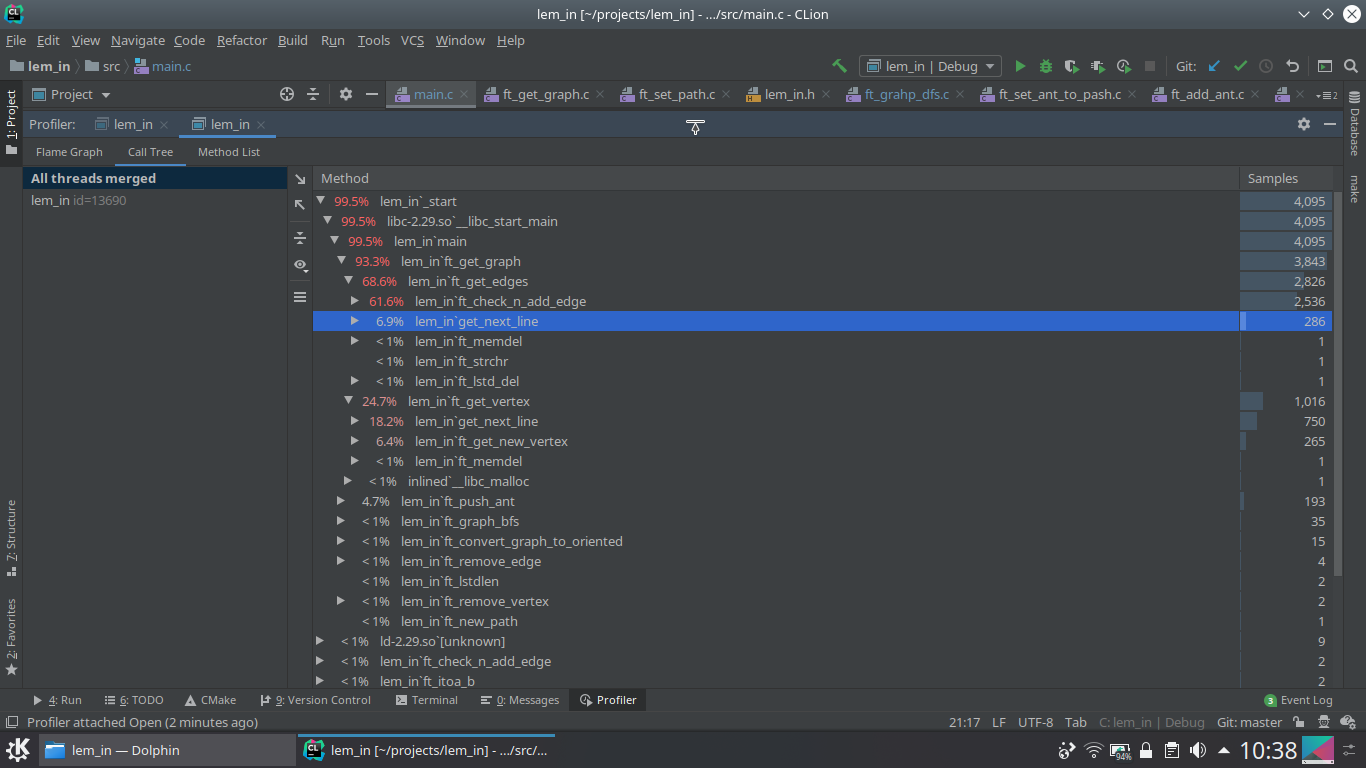 lem_in [~/projects/lem_in] - .../src/main.c - CLion
File Edit View Navigate Code Refactor Build Run Tools VCS Window Help
lem_in src main.c lem_in | Debug Git:
1: Project
Project main.c ft_get_graph.c ft_set_path.c lem_in.h ft_grahp_dfs.c ft_set_ant_to_push.c ft_add_ant.c
Profiler: lem_in lem_in
Flame Graph Call Tree Method List
All threads merged
lem_in id=13690
Method Samples
99.5% lem_in`_start 4,095
99.5% libc-2.29.so`__libc_start_main 4,095
99.5% lem_in`main 4,095
93.3% lem_in`ft_get_graph 3,843
68.6% lem_in`ft_get_edges 2,826
61.6% lem_in`ft_check_n_add_edge 2,536
6.9% lem_in`get_next_line 286
< 1% lem_in`ft_memdel 1
< 1% lem_in`ft_strchr 1
< 1% lem_in`ft_lstd_del 1
24.7% lem_in`ft_get_vertex 1,016
18.2% lem_in`get_next_line 750
6.4% lem_in`ft_get_new_vertex 265
< 1% lem_in`ft_memdel 1
< 1% inlined`__libc_malloc 1
4.7% lem_in`ft_push_ant 193
< 1% lem_in`ft_graph_bfs 35
< 1% lem_in`ft_convert_graph_to_oriented 15
< 1% lem_in`ft_remove_edge 4
< 1% lem_in`ft_lstdlen 2
< 1% lem_in`ft_remove_vertex 2
< 1% lem_in`ft_new_path 1
< 1% ld-2.29.so`[unknown] 9
< 1% lem_in`ft_check_n_add_edge 2
< 1% lem_in`ft_itoa_b 2
7: Structure
2: Favorites
Database
make
4: Run 6: TODO CMake 9: Version Control Terminal 0: Messages Profiler 3 Event Log
Profiler attached Open (2 minutes ago) 21:17 LF UTF-8 Tab C: lem_in | Debug Git: master
lem_in — Dolphin lem_in [~/projects/lem_in] - .../src/... 94% 10:38